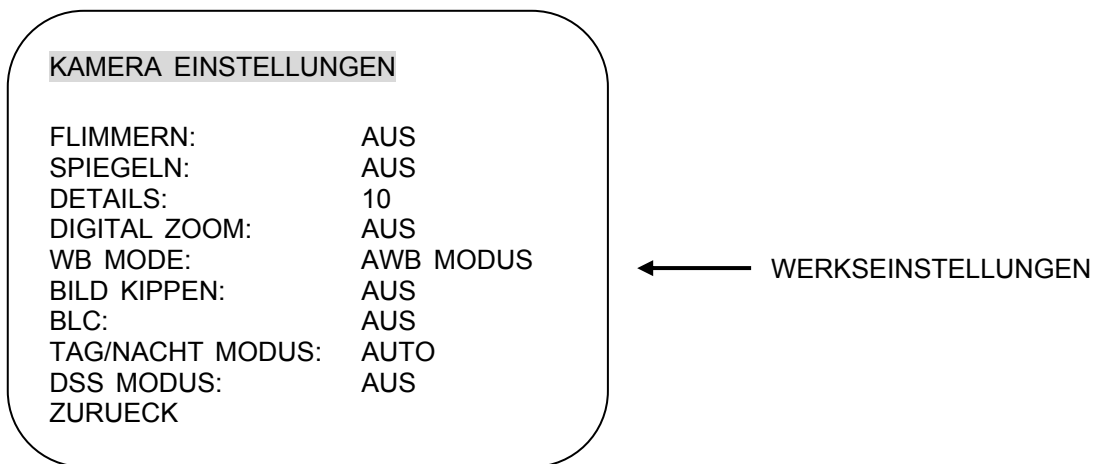 KAMERA EINSTELLUNGEN
FLIMMERN: AUS
SPIEGELN: AUS
DETAILS: 10
DIGITAL ZOOM: AUS
WB MODE: AWB MODUS
BILD KIPPEN: AUS
BLC: AUS
TAG/NACHT MODUS: AUTO
DSS MODUS: AUS
ZURUECK
WERKSEINSTELLUNGEN